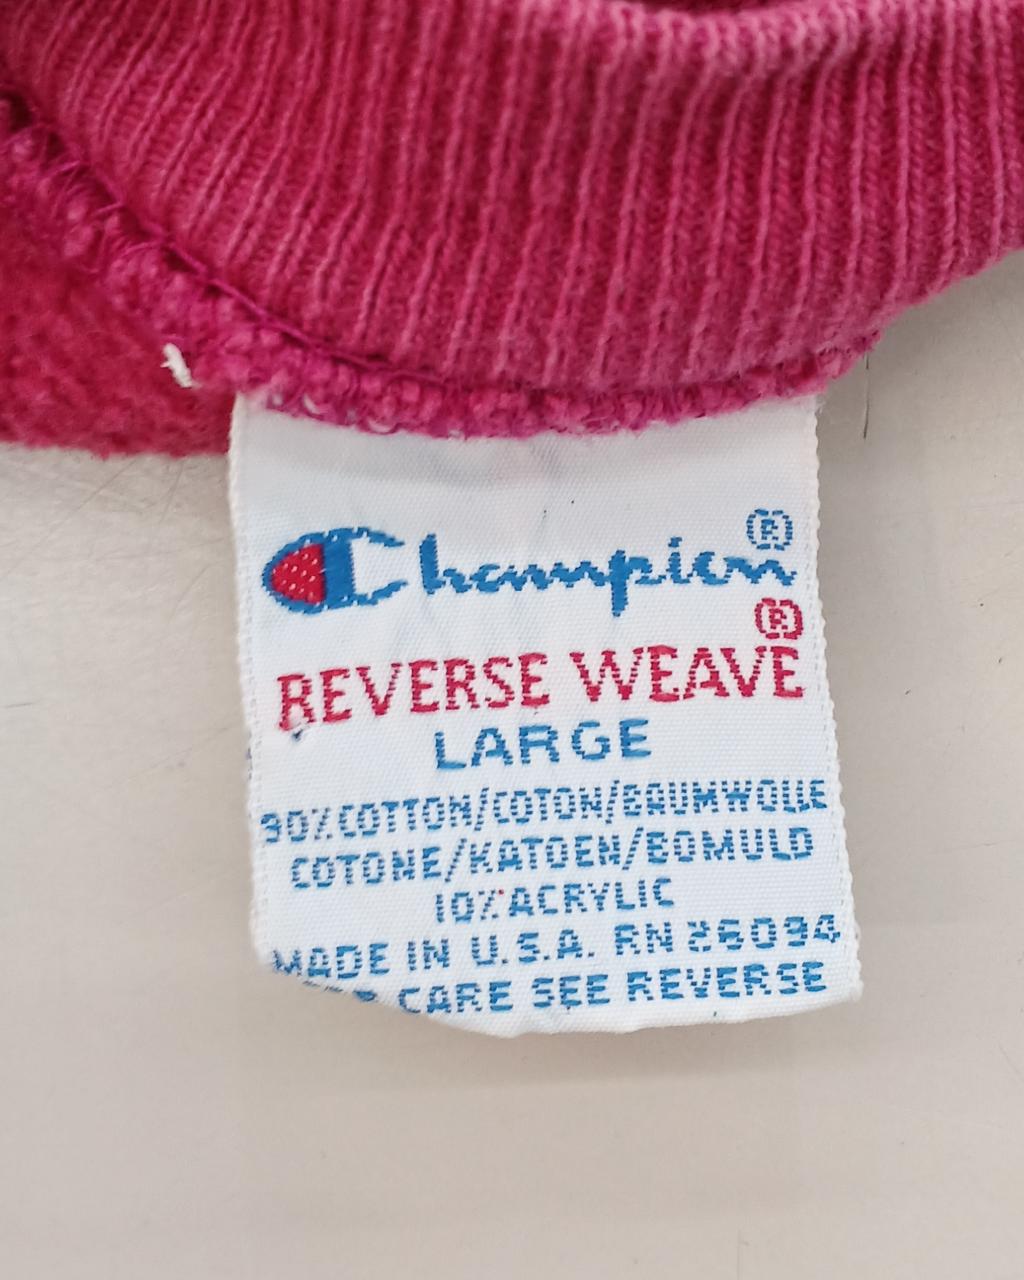 Champion®
®
REVERSE WEAVE
LARGE
90% COTTON/COTON/BAUMWOLLE
COTONE/KATOEN/BOMULD
10% ACRYLIC
MADE IN U.S.A. RN 26094
CARE SEE REVERSE